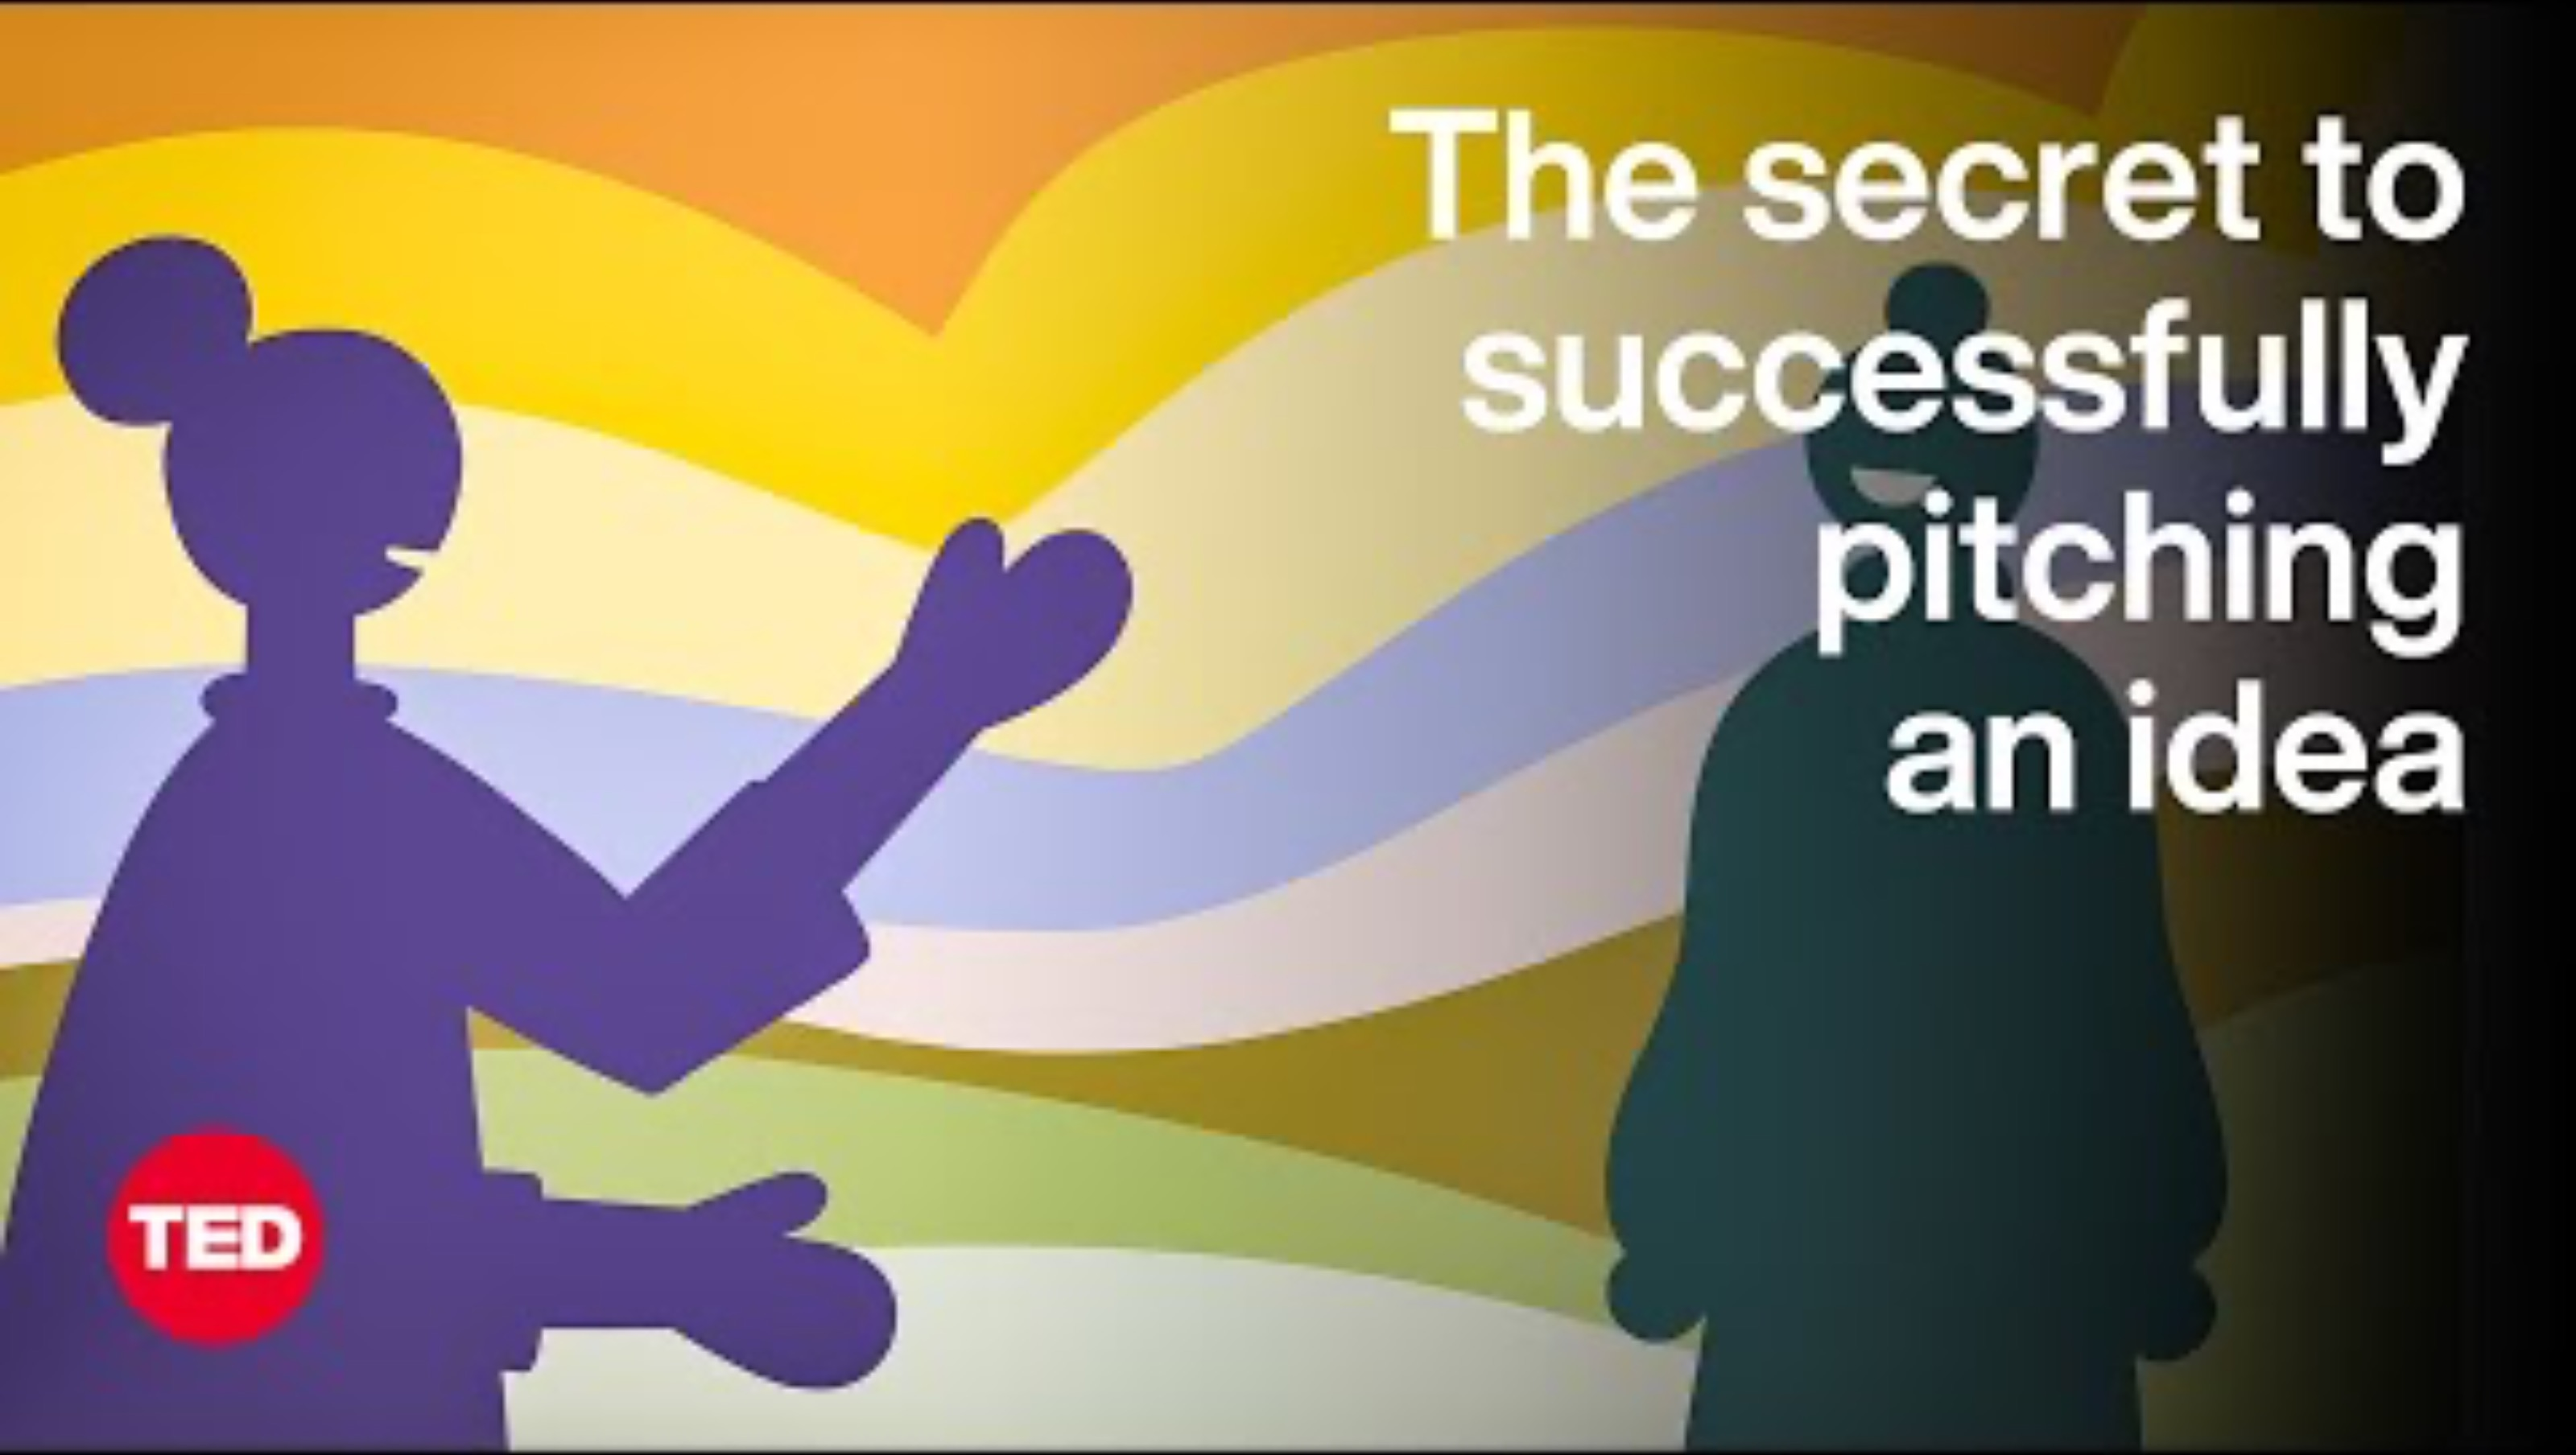 The secret to
successfully
pitching
an idea
TED